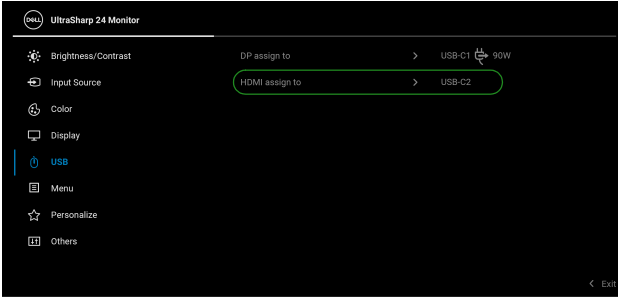 DELL UltraSharp 24 Monitor
Brightness/Contrast DP assign to > USB-C1 90W
Input Source HDMI assign to > USB-C2
Color
Display
USB
Menu
Personalize
Others
< Exit